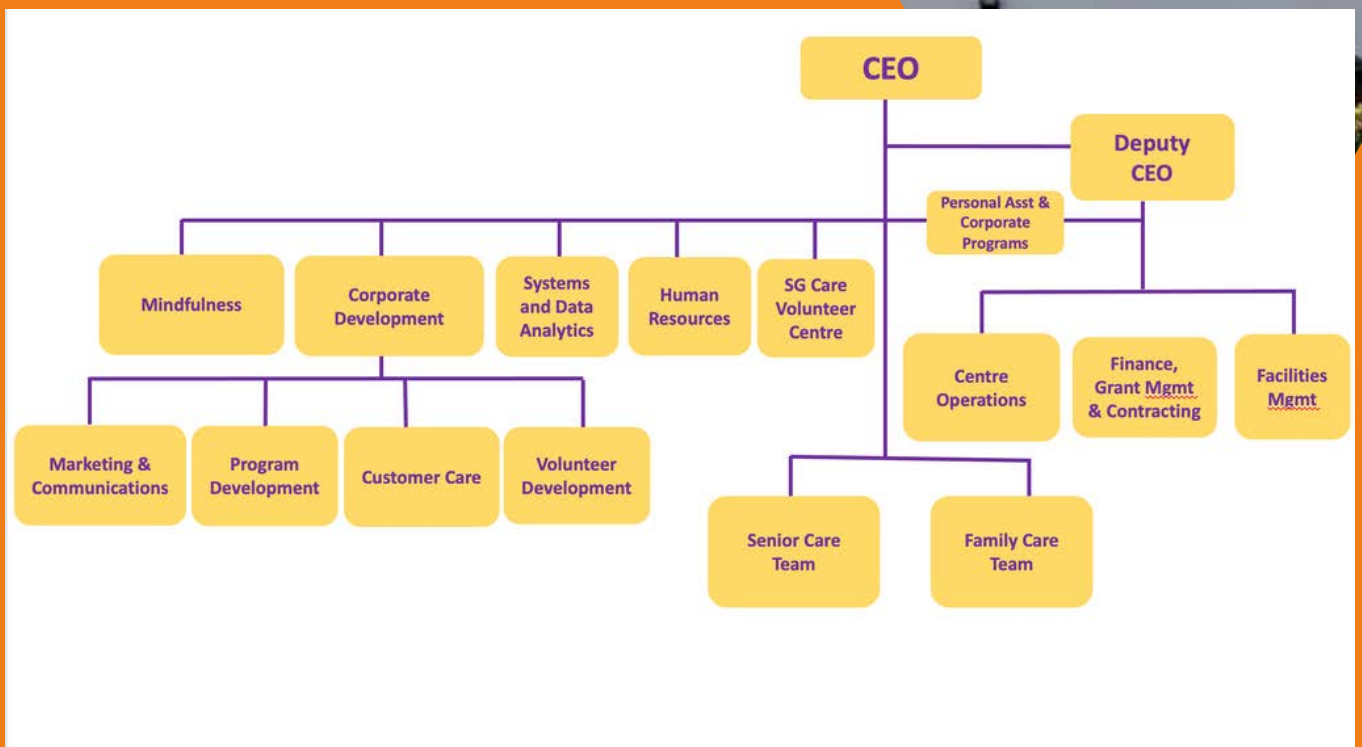 CEO
Deputy
CEO
Personal Asst &
Corporate
Programs
Mindfulness
Corporate
Development
Systems
and Data
Analytics
Human
Resources
SG Care
Volunteer
Centre
Centre
Operations
Finance,
Grant Mgmt
& Contracting
Facilities
Mgmt
Marketing &
Communications
Program
Development
Customer Care
Volunteer
Development
Senior Care
Team
Family Care
Team